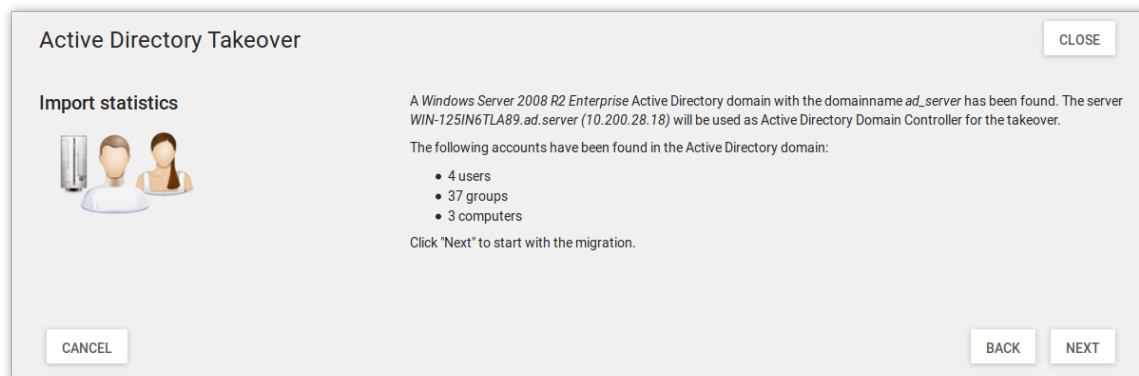 Active Directory Takeover
CLOSE
Import statistics
A Windows Server 2008 R2 Enterprise Active Directory domain with the domainname ad_server has been found. The server
WIN-125IN6TLA89.ad.server (10.200.28.18) will be used as Active Directory Domain Controller for the takeover.
The following accounts have been found in the Active Directory domain:
• 4 users
• 37 groups
• 3 computers
Click "Next" to start with the migration.
CANCEL
BACK
NEXT